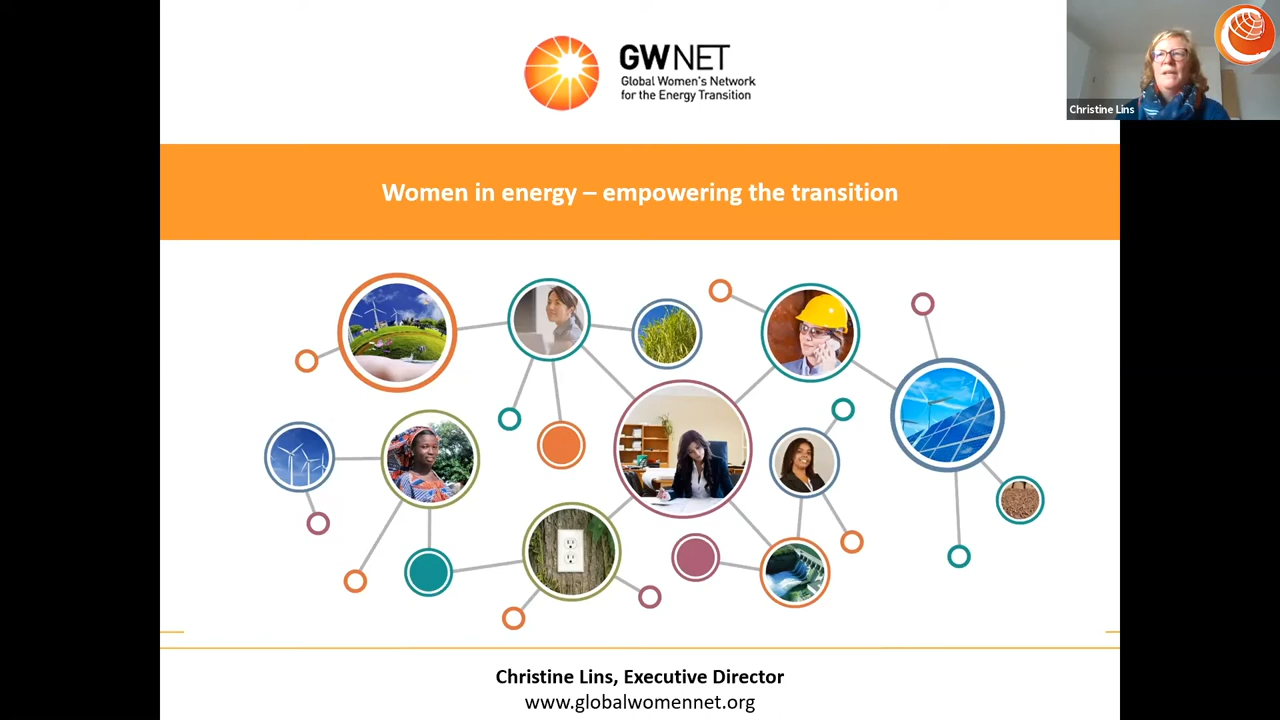 GWNET
Global Women's Network
for the Energy Transition
Christine Lins
Women in energy – empowering the transition
Christine Lins, Executive Director
www.globalwomennet.org